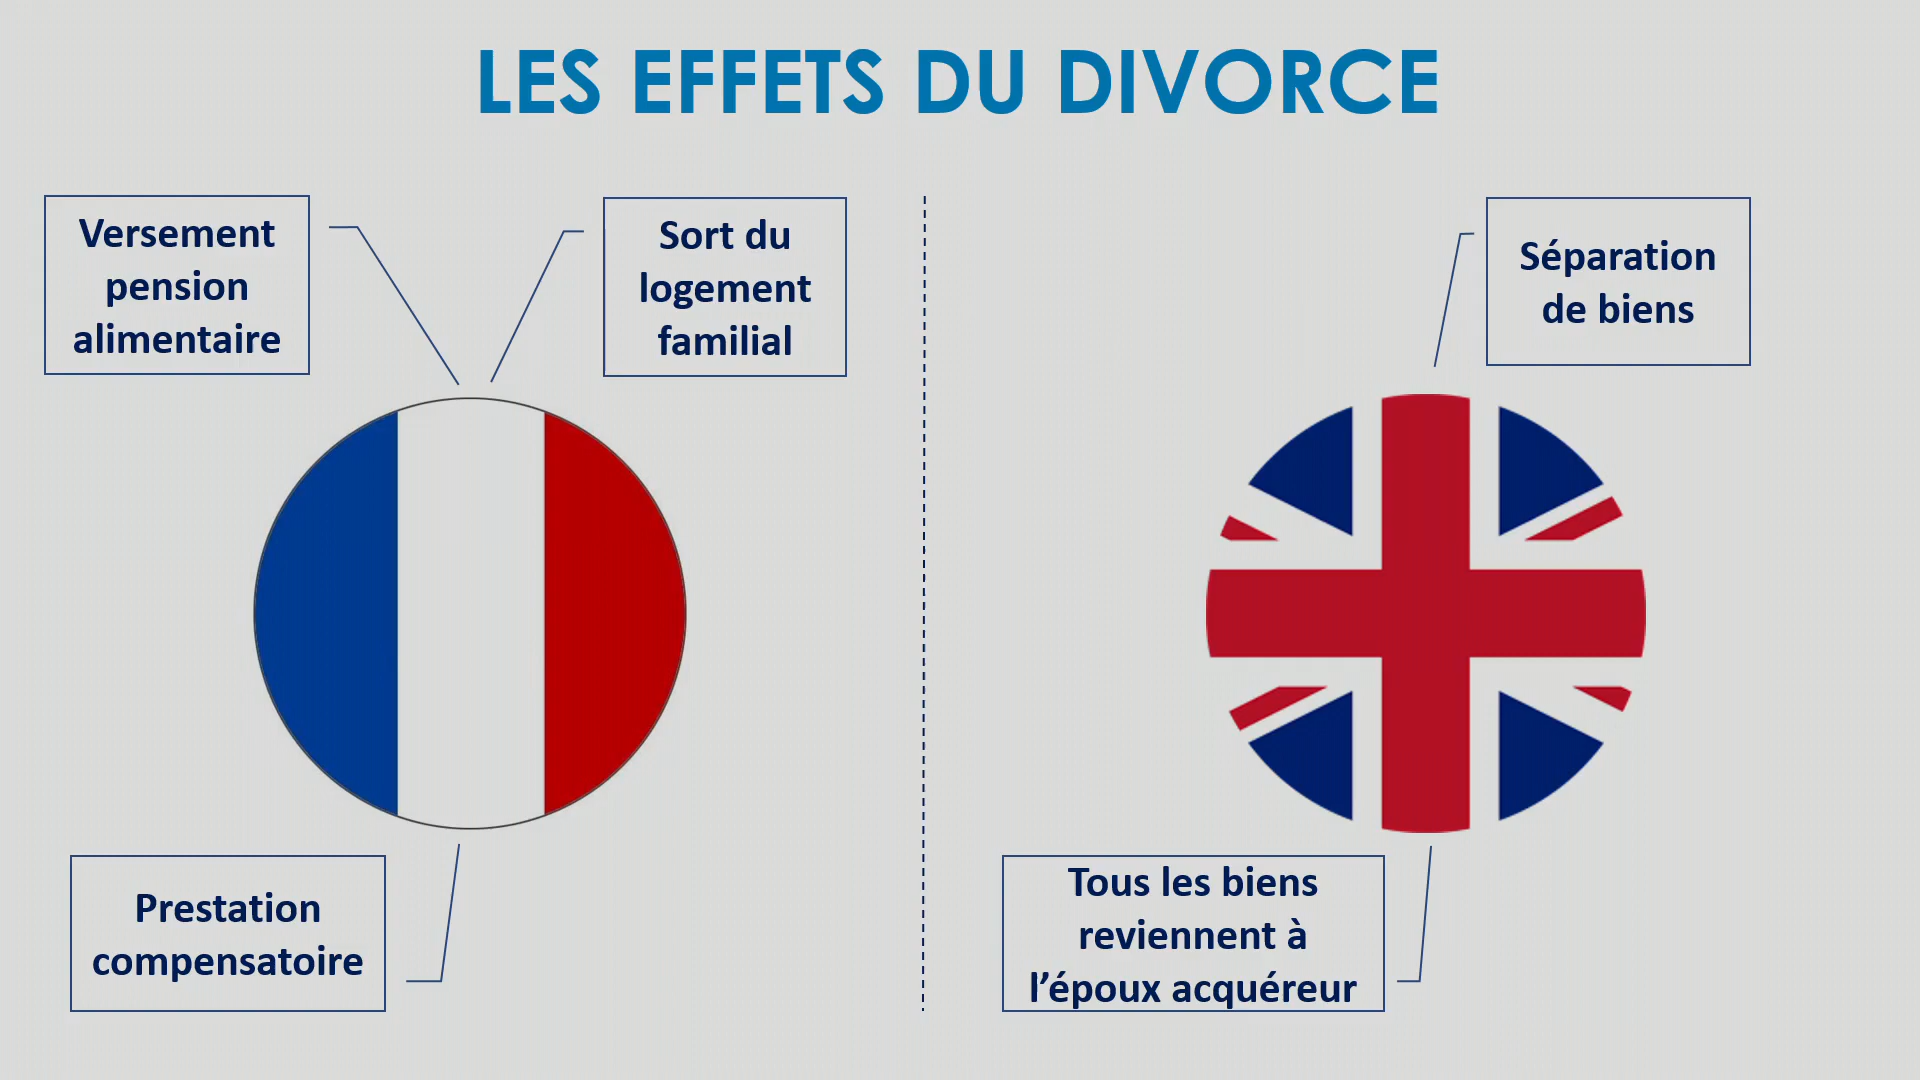 LES EFFETS DU DIVORCE
Versement
pension
alimentaire
Sort du
logement
familial
Séparation
de biens
Prestation
compensatoire
Tous les biens
reviennent à
l’époux acquéreur